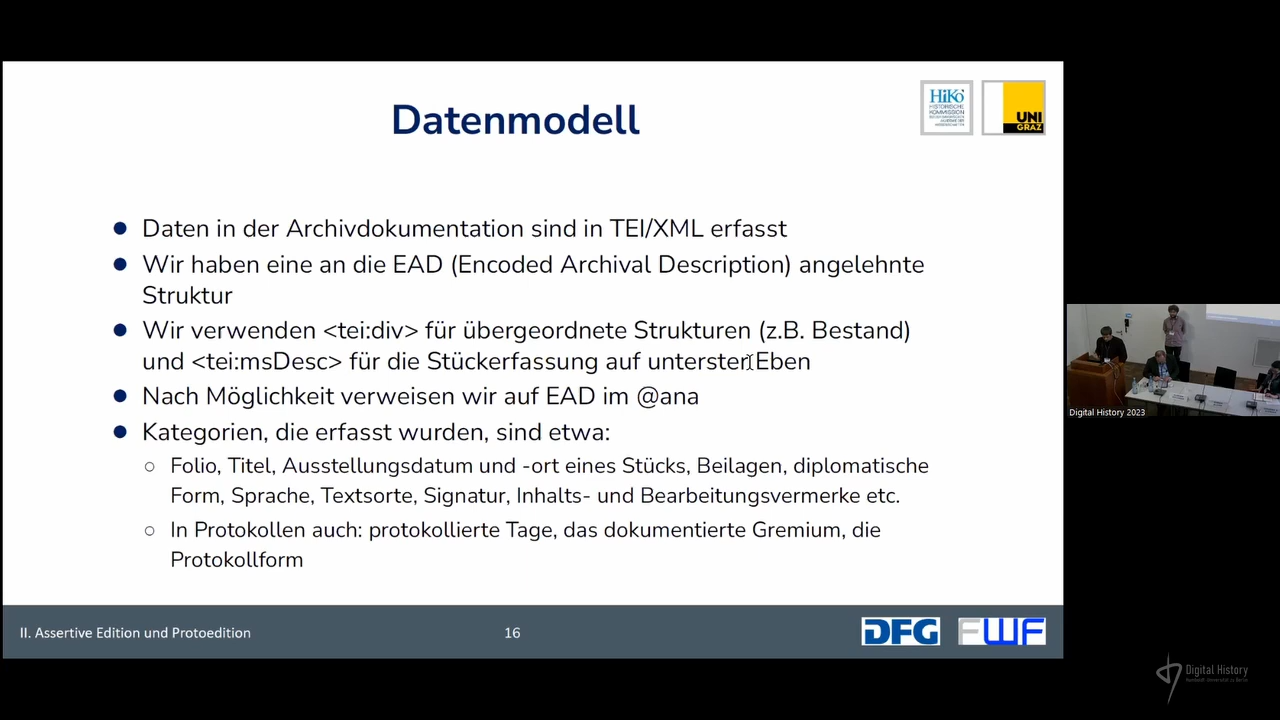 Datenmodell
HiKo
HISTORISCHE
KOMMISSION
UNI
GRAZ
● Daten in der Archivdokumentation sind in TEI/XML erfasst
● Wir haben eine an die EAD (Encoded Archival Description) angelehnte
Struktur
● Wir verwenden <tei:div> für übergeordnete Strukturen (z.B. Bestand)
und <tei:msDesc> für die Stückerfassung auf unterster Eben
● Nach Möglichkeit verweisen wir auf EAD im @ana
● Kategorien, die erfasst wurden, sind etwa:
○ Folio, Titel, Ausstellungsdatum und -ort eines Stücks, Beilagen, diplomatische
Form, Sprache, Textsorte, Signatur, Inhalts- und Bearbeitungsvermerke etc.
○ In Protokollen auch: protokollierte Tage, das dokumentierte Gremium, die
Protokollform
II. Assertive Edition und Protoedition
16
DFG
FWF
Digital History 2023
Digital History
Humboldt-Universität zu Berlin